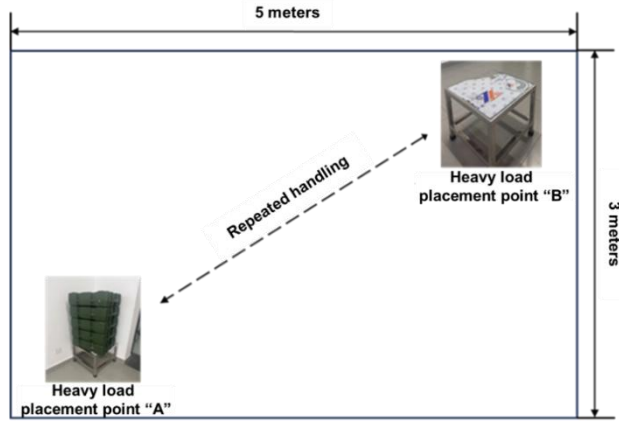 5 meters
Heavy load
placement point “B”
Repeated handling
3 meters
Heavy load
placement point “A”